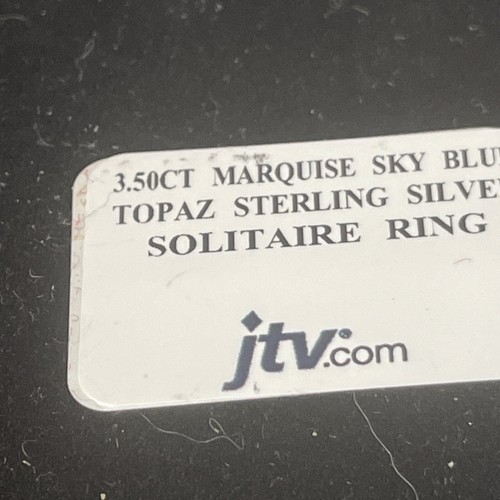 3.50CT MARQUISE SKY BLU
TOPAZ STERLING SILVE
SOLITAIRE RING
jtv®.com